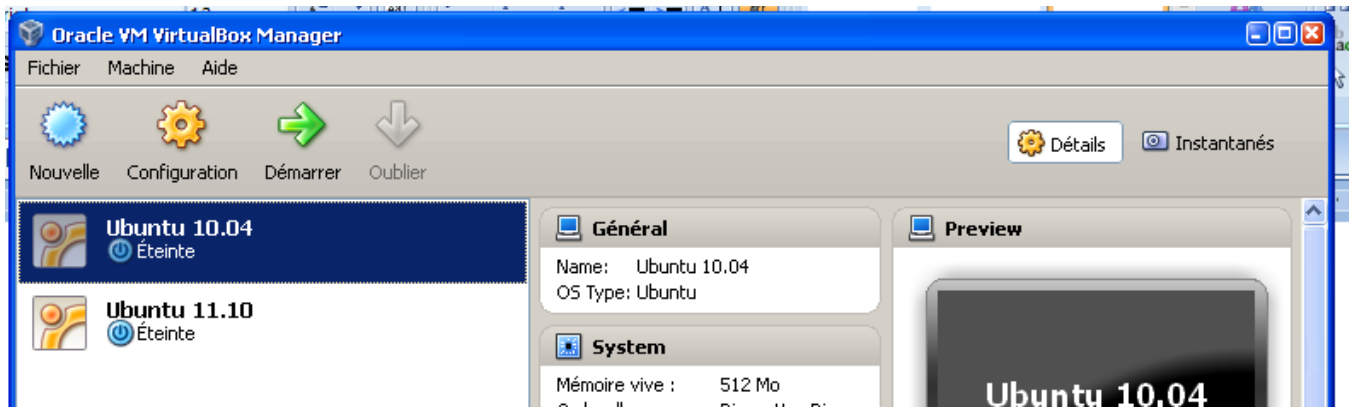 Oracle VM VirtualBox Manager
Fichier Machine Aide
Nouvelle Configuration Démarrer Oublier
Détails Instantanés
Ubuntu 10.04
Éteinte
Ubuntu 11.10
Éteinte
Général
Name: Ubuntu 10.04
OS Type: Ubuntu
System
Mémoire vive : 512 Mo
Preview
Ubuntu 10.04